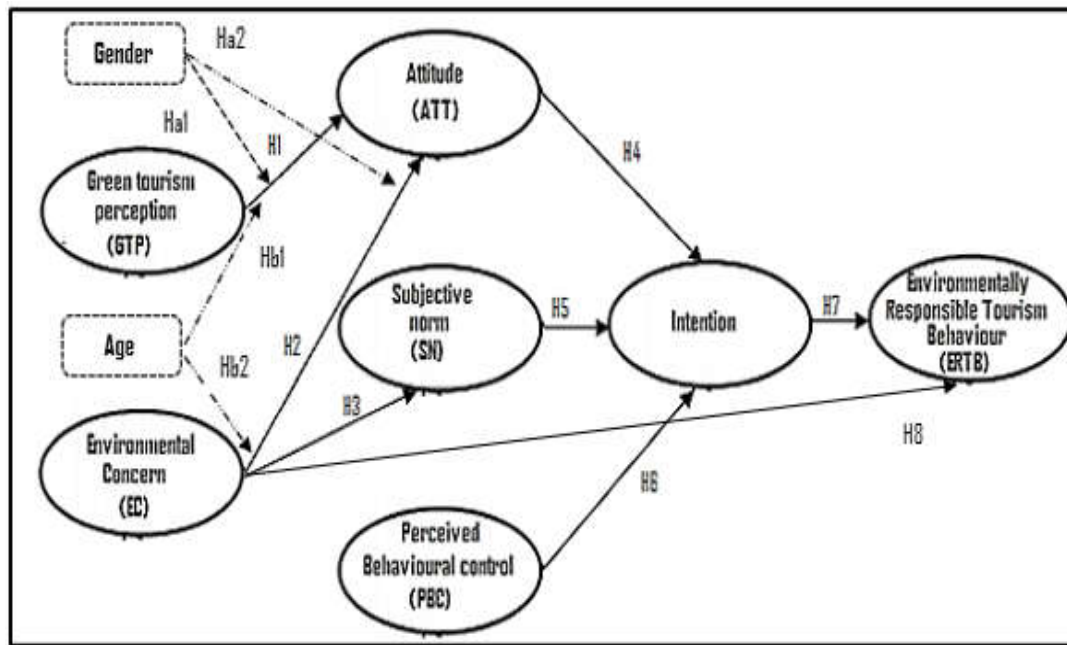 Gender
Ha2
Attitude
(ATT)
Ha1
H1
H4
Green tourism
perception
(GTP)
Hb1
Subjective
norm
(SN)
H5
Intention
H7
Environmentally
Responsible Tourism
Behaviour
(ERTB)
Age
H2
Hb2
H3
H8
Environmental
Concern
(EC)
H6
Perceived
Behavioural control
(PBC)